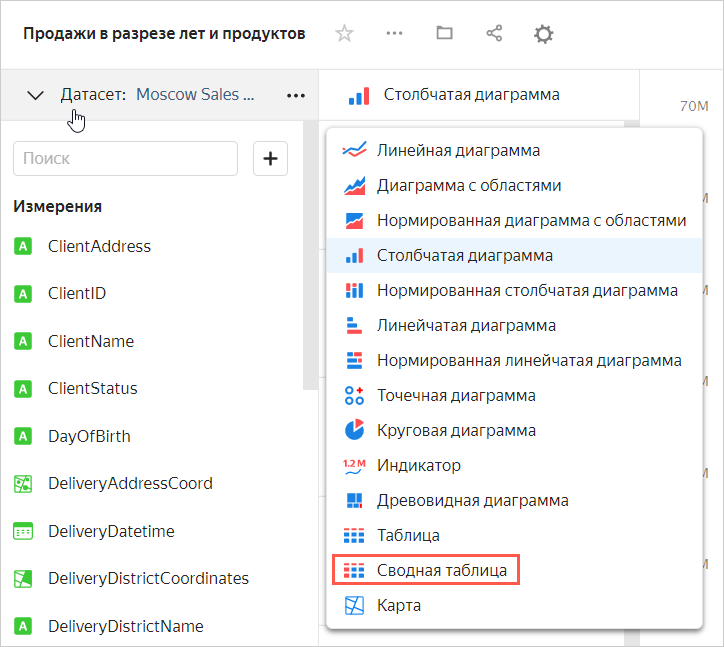 Продажи в разрезе лет и продуктов
Датасет: Moscow Sales ...
Столбчатая диаграмма
70M
Поиск
Измерения
A ClientAddress
A ClientID
A ClientName
A ClientStatus
A DayOfBirth
DeliveryAddressCoord
DeliveryDatetime
DeliveryDistrictCoordinates
A DeliveryDistrictName
Линейная диаграмма
Диаграмма с областями
Нормированная диаграмма с областями
Столбчатая диаграмма
Нормированная столбчатая диаграмма
Линейчатая диаграмма
Нормированная линейчатая диаграмма
Точечная диаграмма
Круговая диаграмма
1.2 M Индикатор
Древовидная диаграмма
Таблица
Сводная таблица
Карта